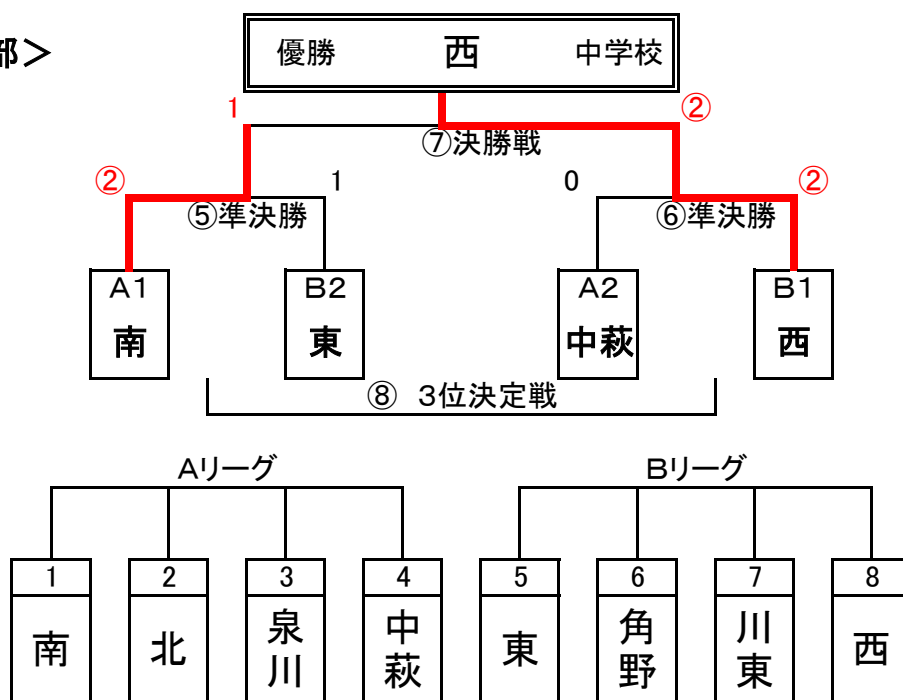 部＞
優勝 西 中学校
1 ②
⑦決勝戦
② 1 0 ②
⑤準決勝 ⑥準決勝
A1 B2 A2 B1
南 東 中萩 西
⑧ 3位決定戦
Aリーグ Bリーグ
1 2 3 4 5 6 7 8
南 北 泉川 中萩 東 角野 川東 西